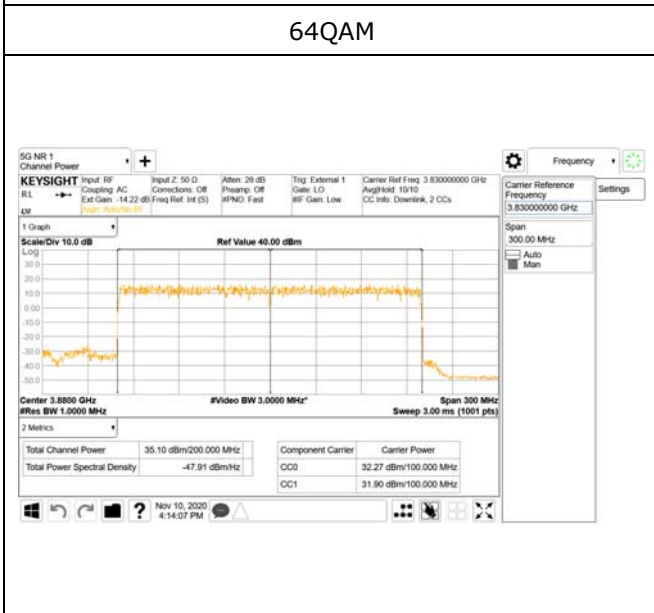 64QAM
5G NR 1
Channel Power
Frequency
KEYSIGHT Input: RF Input Z: 50 Ω Atten: 28 dB Trig: External 1 Carrier Ref Freq: 3.830000000 GHz
RL Coupling: AC Corrections: Off Preamp: Off Gate: LO Avg|Hold: 10/10
Ext Gain: -14.22 dB Freq Ref: Int (S) #PNO: Fast #IF Gain: Low CC Info: Downlink, 2 CCs
Align: Auto/No RF
Carrier Reference
Frequency
3.830000000 GHz
Settings
Span
300.00 MHz
Auto
Man
1 Graph
Scale/Div 10.0 dB Ref Value 40.00 dBm
Log
30.0
20.0
10.0
0.00
-10.0
-20.0
-30.0
-40.0
-50.0
Center 3.8800 GHz #Video BW 3.0000 MHz* Span 300 MHz
#Res BW 1.0000 MHz Sweep 3.00 ms (1001 pts)
2 Metrics
Total Channel Power 35.10 dBm/200.000 MHz Component Carrier Carrier Power
Total Power Spectral Density -47.91 dBm/Hz CC0 32.27 dBm/100.000 MHz
CC1 31.90 dBm/100.000 MHz
Nov 10, 2020
4:14:07 PM